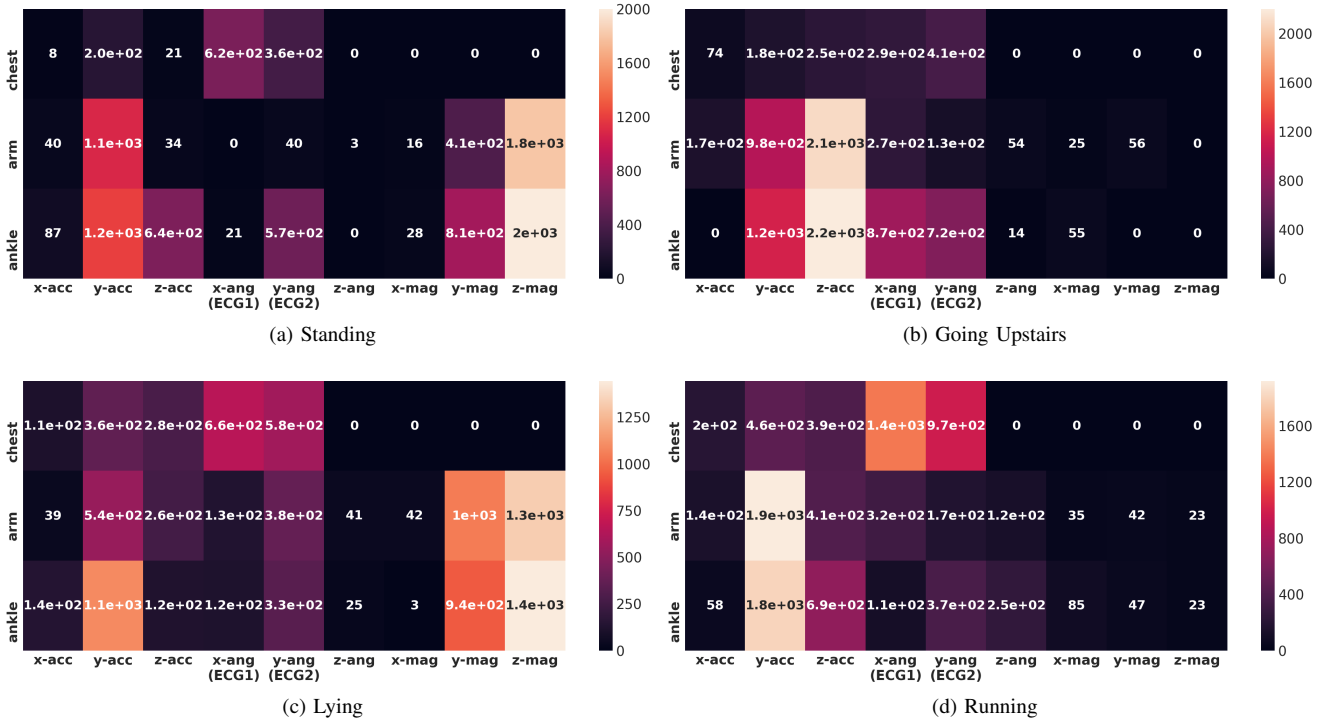 2000
1600
1200
800
400
0
chest 8 2.0e+02 21 6.2e+02 3.6e+02 0 0 0 0
arm 40 1.1e+03 34 0 40 3 16 4.1e+02 1.8e+03
ankle 87 1.2e+03 6.4e+02 21 5.7e+02 0 28 8.1e+02 2e+03
x-acc y-acc z-acc x-ang y-ang z-ang x-mag y-mag z-mag
(ECG1) (ECG2)
(a) Standing
2000
1600
1200
800
400
0
chest 74 1.8e+02 2.5e+02 2.9e+02 4.1e+02 0 0 0 0
arm 1.7e+02 9.8e+02 2.1e+03 2.7e+02 1.3e+02 54 25 56 0
ankle 0 1.2e+03 2.2e+03 8.7e+02 7.2e+02 14 55 0 0
x-acc y-acc z-acc x-ang y-ang z-ang x-mag y-mag z-mag
(ECG1) (ECG2)
(b) Going Upstairs
1250
1000
750
500
250
0
chest 1.1e+02 3.6e+02 2.8e+02 6.6e+02 5.8e+02 0 0 0 0
arm 39 5.4e+02 2.6e+02 1.3e+02 3.8e+02 41 42 1e+03 1.3e+03
ankle 1.4e+02 1.1e+03 1.2e+02 1.2e+02 3.3e+02 25 3 9.4e+02 1.4e+03
x-acc y-acc z-acc x-ang y-ang z-ang x-mag y-mag z-mag
(ECG1) (ECG2)
(c) Lying
1600
1200
800
400
0
chest 2e+02 4.6e+02 3.9e+02 1.4e+03 9.7e+02 0 0 0 0
arm 1.4e+02 1.9e+03 4.1e+02 3.2e+02 1.7e+02 1.2e+02 35 42 23
ankle 58 1.8e+03 6.9e+02 1.1e+02 3.7e+02 2.5e+02 85 47 23
x-acc y-acc z-acc x-ang y-ang z-ang x-mag y-mag z-mag
(ECG1) (ECG2)
(d) Running